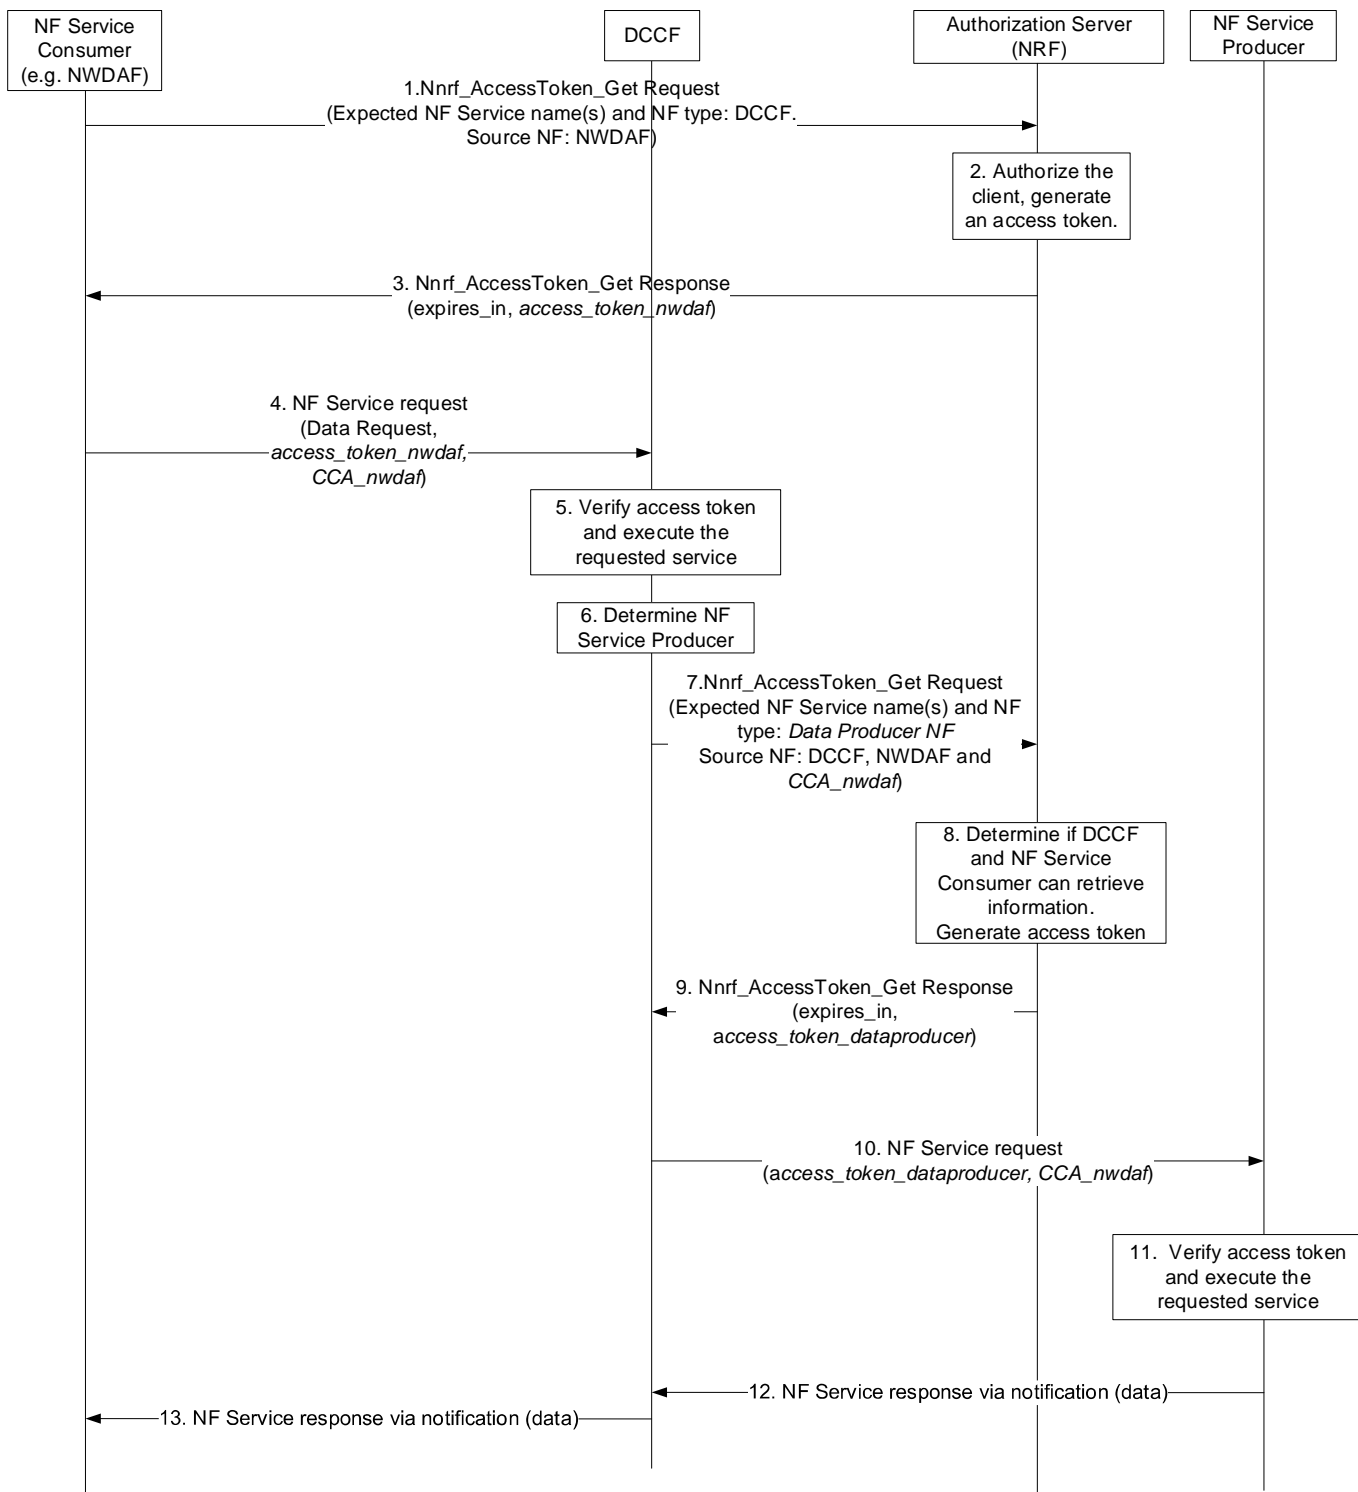 NF Service
Consumer
(e.g. NWDAF)
DCCF
Authorization Server
(NRF)
NF Service
Producer
1.Nnrf_AccessToken_Get Request
(Expected NF Service name(s) and NF type: DCCF.
Source NF: NWDAF)
2. Authorize the
client, generate
an access token.
3. Nnrf_AccessToken_Get Response
(expires_in, access_token_nwdaf)
4. NF Service request
(Data Request,
access_token_nwdaf,
CCA_nwdaf)
5. Verify access token
and execute the
requested service
6. Determine NF
Service Producer
7.Nnrf_AccessToken_Get Request
(Expected NF Service name(s) and NF
type: Data Producer NF
Source NF: DCCF, NWDAF and
CCA_nwdaf)
8. Determine if DCCF
and NF Service
Consumer can retrieve
information.
Generate access token
9. Nnrf_AccessToken_Get Response
(expires_in,
access_token_dataproducer)
10. NF Service request
(access_token_dataproducer, CCA_nwdaf)
11. Verify access token
and execute the
requested service
12. NF Service response via notification (data)
13. NF Service response via notification (data)